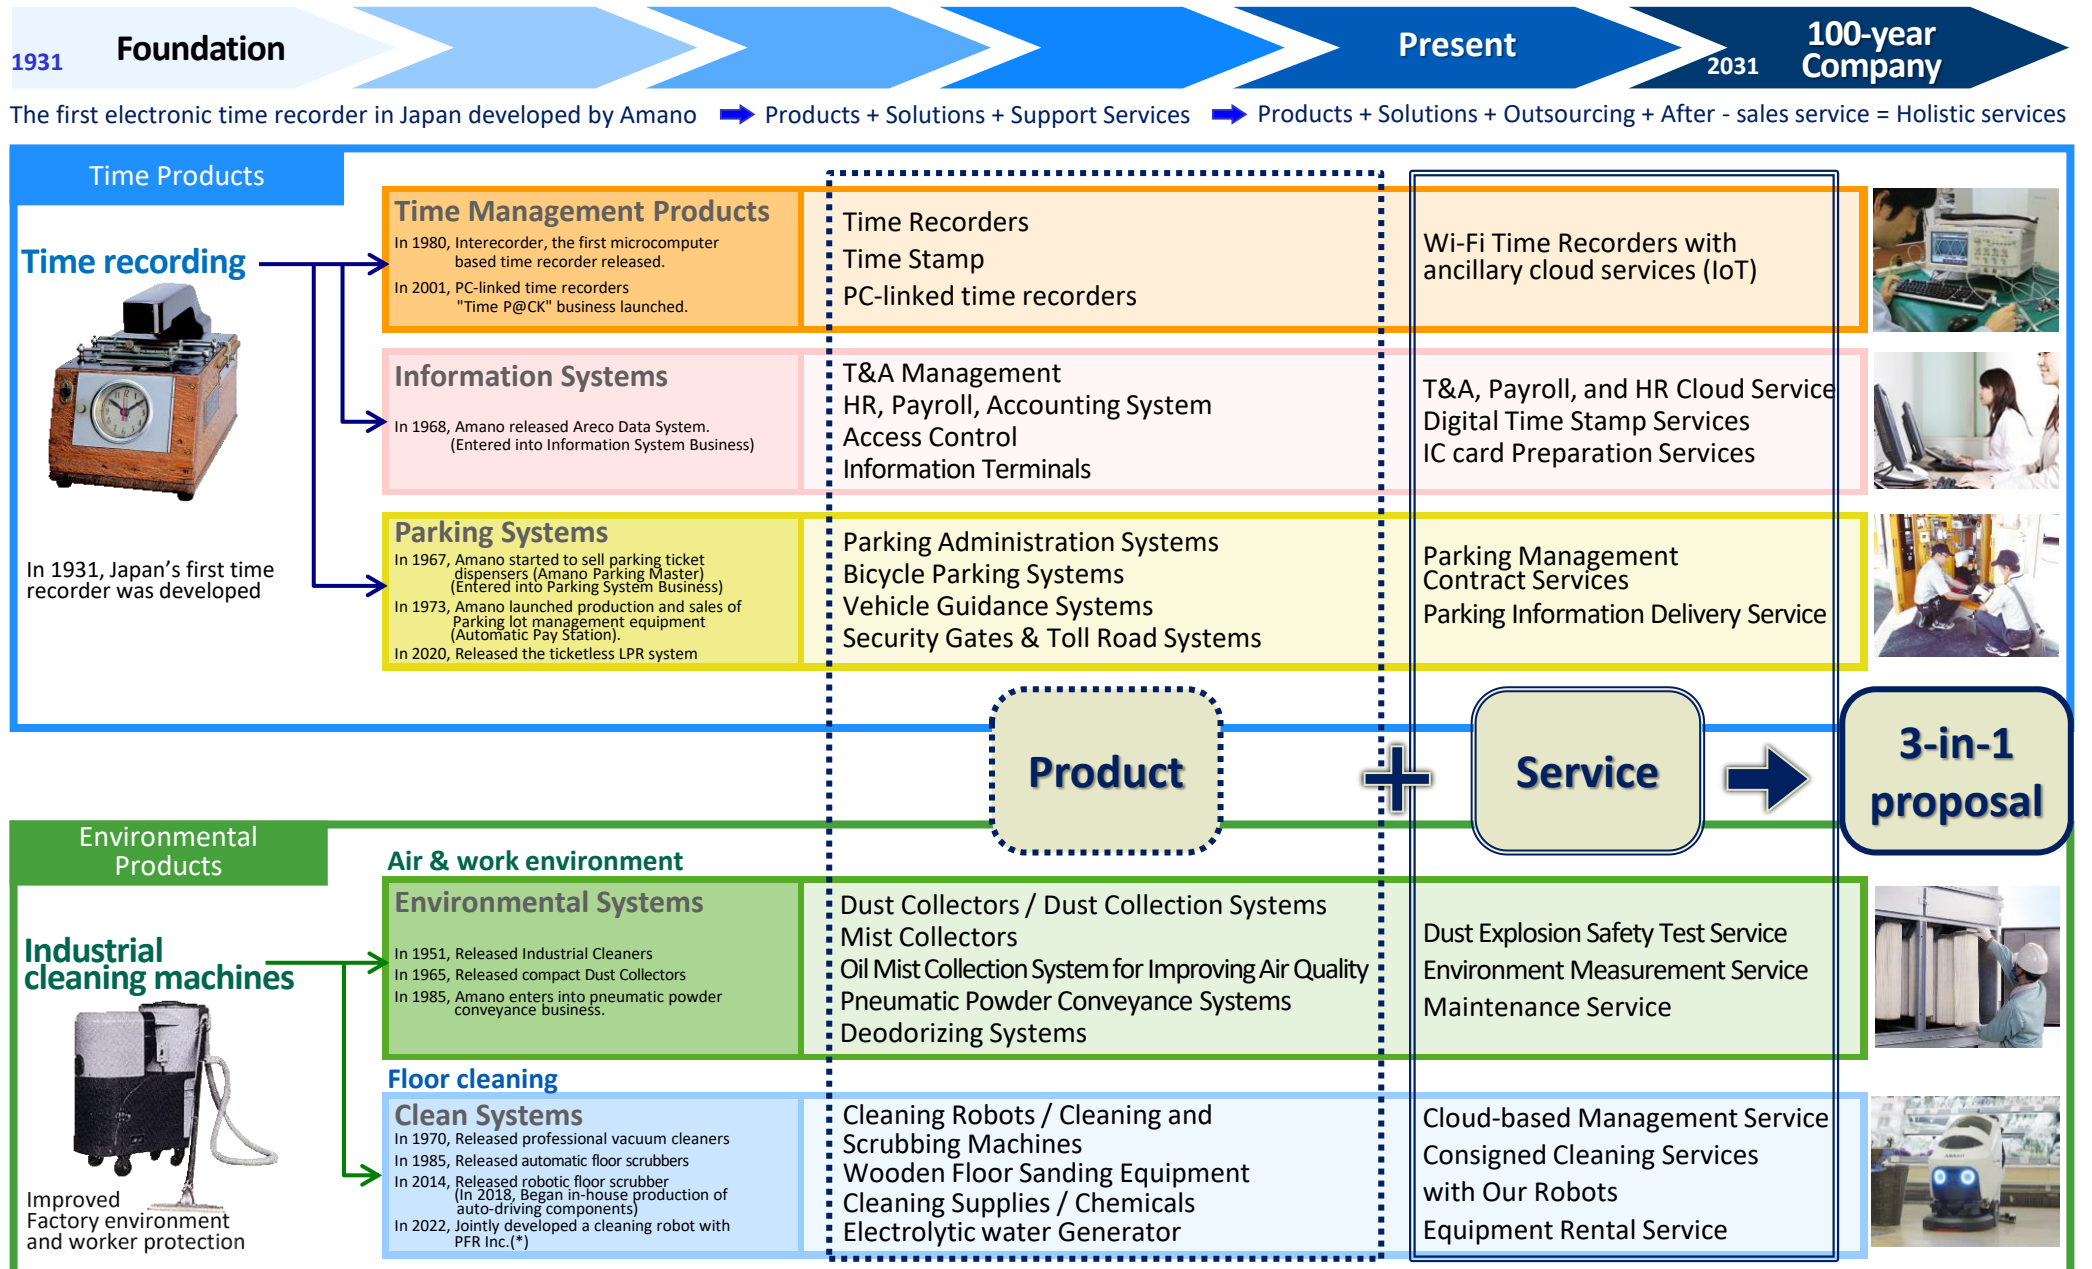 1931
Foundation
Present
2031
100-year
Company
The first electronic time recorder in Japan developed by Amano
Products + Solutions + Support Services
Products + Solutions + Outsourcing + After - sales service = Holistic services
Time Products
Time recording
In 1931, Japan’s first time
recorder was developed
Time Management Products
In 1980, Interecorder, the first microcomputer
based time recorder released.
In 2001, PC-linked time recorders
"Time P@CK" business launched.
Time Recorders
Time Stamp
PC-linked time recorders
Wi-Fi Time Recorders with
ancillary cloud services (IoT)
Information Systems
In 1968, Amano released Areco Data System.
(Entered into Information System Business)
T&A Management
HR, Payroll, Accounting System
Access Control
Information Terminals
T&A, Payroll, and HR Cloud Service
Digital Time Stamp Services
IC card Preparation Services
Parking Systems
In 1967, Amano started to sell parking ticket
dispensers (Amano Parking Master)
(Entered into Parking System Business)
In 1973, Amano launched production and sales of
Parking lot management equipment
(Automatic Pay Station).
In 2020, Released the ticketless LPR system
Parking Administration Systems
Bicycle Parking Systems
Vehicle Guidance Systems
Security Gates & Toll Road Systems
Parking Management
Contract Services
Parking Information Delivery Service
Product
+
Service
3-in-1
proposal
Environmental
Products
Industrial
cleaning machines
Improved
Factory environment
and worker protection
Air & work environment
Environmental Systems
In 1951, Released Industrial Cleaners
In 1965, Released compact Dust Collectors
In 1985, Amano enters into pneumatic powder
conveyance business.
Dust Collectors / Dust Collection Systems
Mist Collectors
Oil Mist Collection System for Improving Air Quality
Pneumatic Powder Conveyance Systems
Deodorizing Systems
Dust Explosion Safety Test Service
Environment Measurement Service
Maintenance Service
Floor cleaning
Clean Systems
In 1970, Released professional vacuum cleaners
In 1985, Released automatic floor scrubbers
In 2014, Released robotic floor scrubber
(In 2018, Began in-house production of
auto-driving components)
In 2022, Jointly developed a cleaning robot with
PFR Inc.(*)
Cleaning Robots / Cleaning and
Scrubbing Machines
Wooden Floor Sanding Equipment
Cleaning Supplies / Chemicals
Electrolytic water Generator
Cloud-based Management Service
Consigned Cleaning Services
with Our Robots
Equipment Rental Service